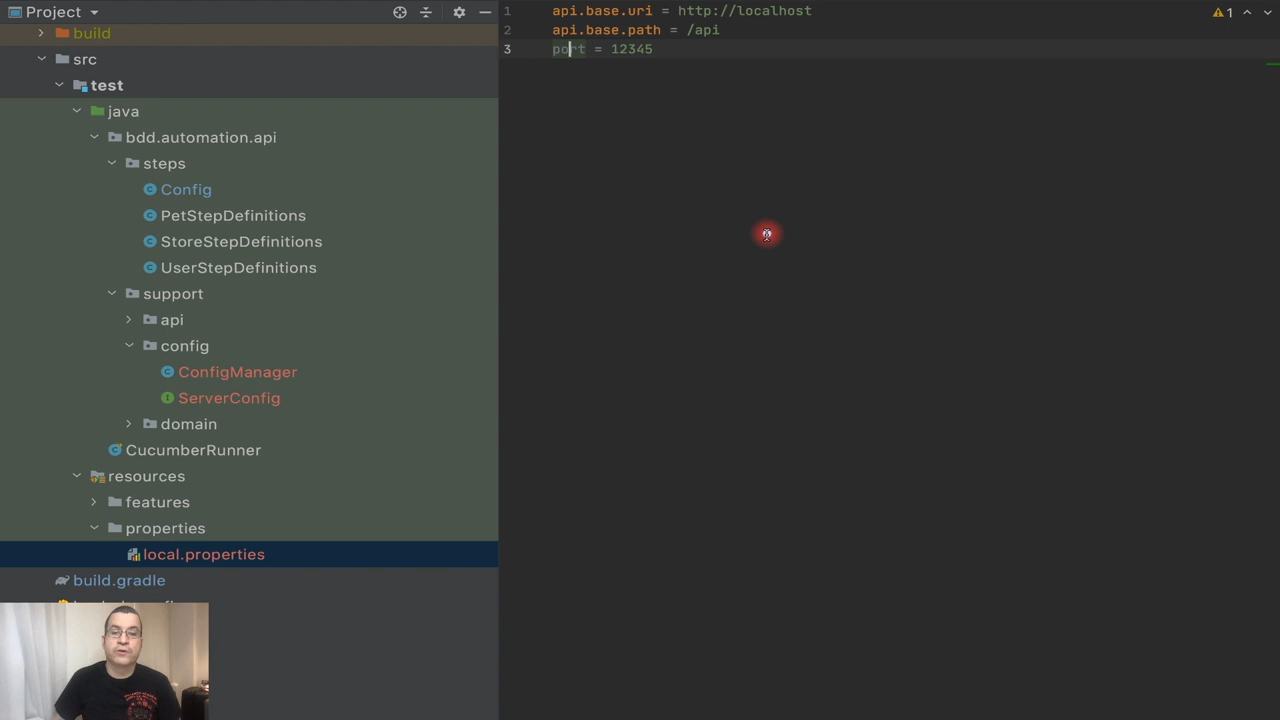 Project
build
src
test
java
bdd.automation.api
steps
Config
PetStepDefinitions
StoreStepDefinitions
UserStepDefinitions
support
api
config
ConfigManager
ServerConfig
domain
CucumberRunner
resources
features
properties
local.properties
build.gradle
1 api.base.uri = http://localhost
2 api.base.path = /api
3 port = 12345
1